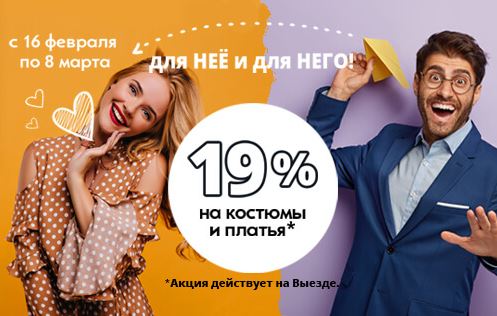 с 16 февраля
по 8 марта
для НЕЁ и для НЕГО!
19%
на костюмы
и платья*
*Акция действует на Выезде.